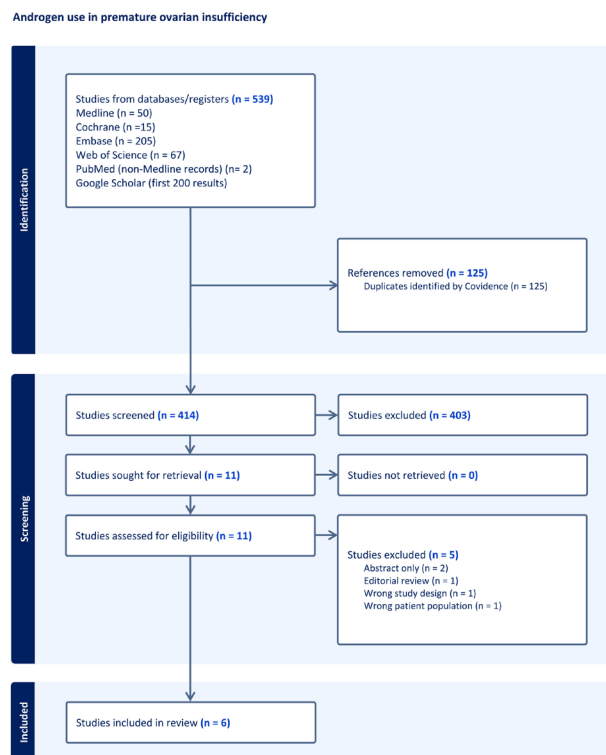 Androgen use in premature ovarian insufficiency
Identification
Studies from databases/registers (n = 539)
Medline (n = 50)
Cochrane (n =15)
Embase (n = 205)
Web of Science (n = 67)
PubMed (non-Medline records) (n= 2)
Google Scholar (first 200 results)
References removed (n = 125)
Duplicates identified by Covidence (n = 125)
Screening
Studies screened (n = 414)
Studies excluded (n = 403)
Studies sought for retrieval (n = 11)
Studies not retrieved (n = 0)
Studies assessed for eligibility (n = 11)
Studies excluded (n = 5)
Abstract only (n = 2)
Editorial review (n = 1)
Wrong study design (n = 1)
Wrong patient population (n = 1)
Included
Studies included in review (n = 6)